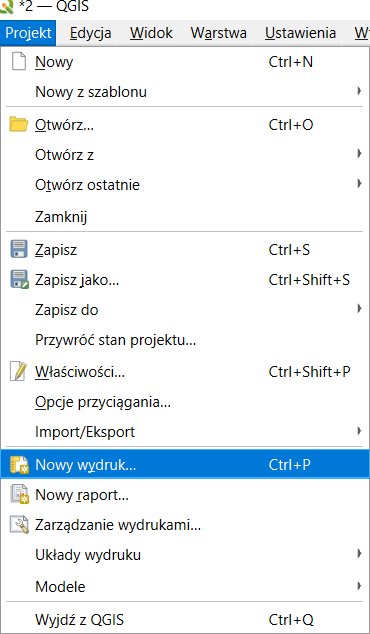 *2 — QGIS
Projekt Edycja Widok Warstwa Ustawienia
Nowy Ctrl+N
Nowy z szablonu
Otwórz... Ctrl+O
Otwórz z
Otwórz ostatnie
Zamknij
Zapisz Ctrl+S
Zapisz jako... Ctrl+Shift+S
Zapisz do
Przywróć stan projektu...
Właściwości... Ctrl+Shift+P
Opcje przyciągania...
Import/Eksport
Nowy wydruk... Ctrl+P
Nowy raport...
Zarządzanie wydrukami...
Układy wydruku
Modele
Wyjdź z QGIS Ctrl+Q